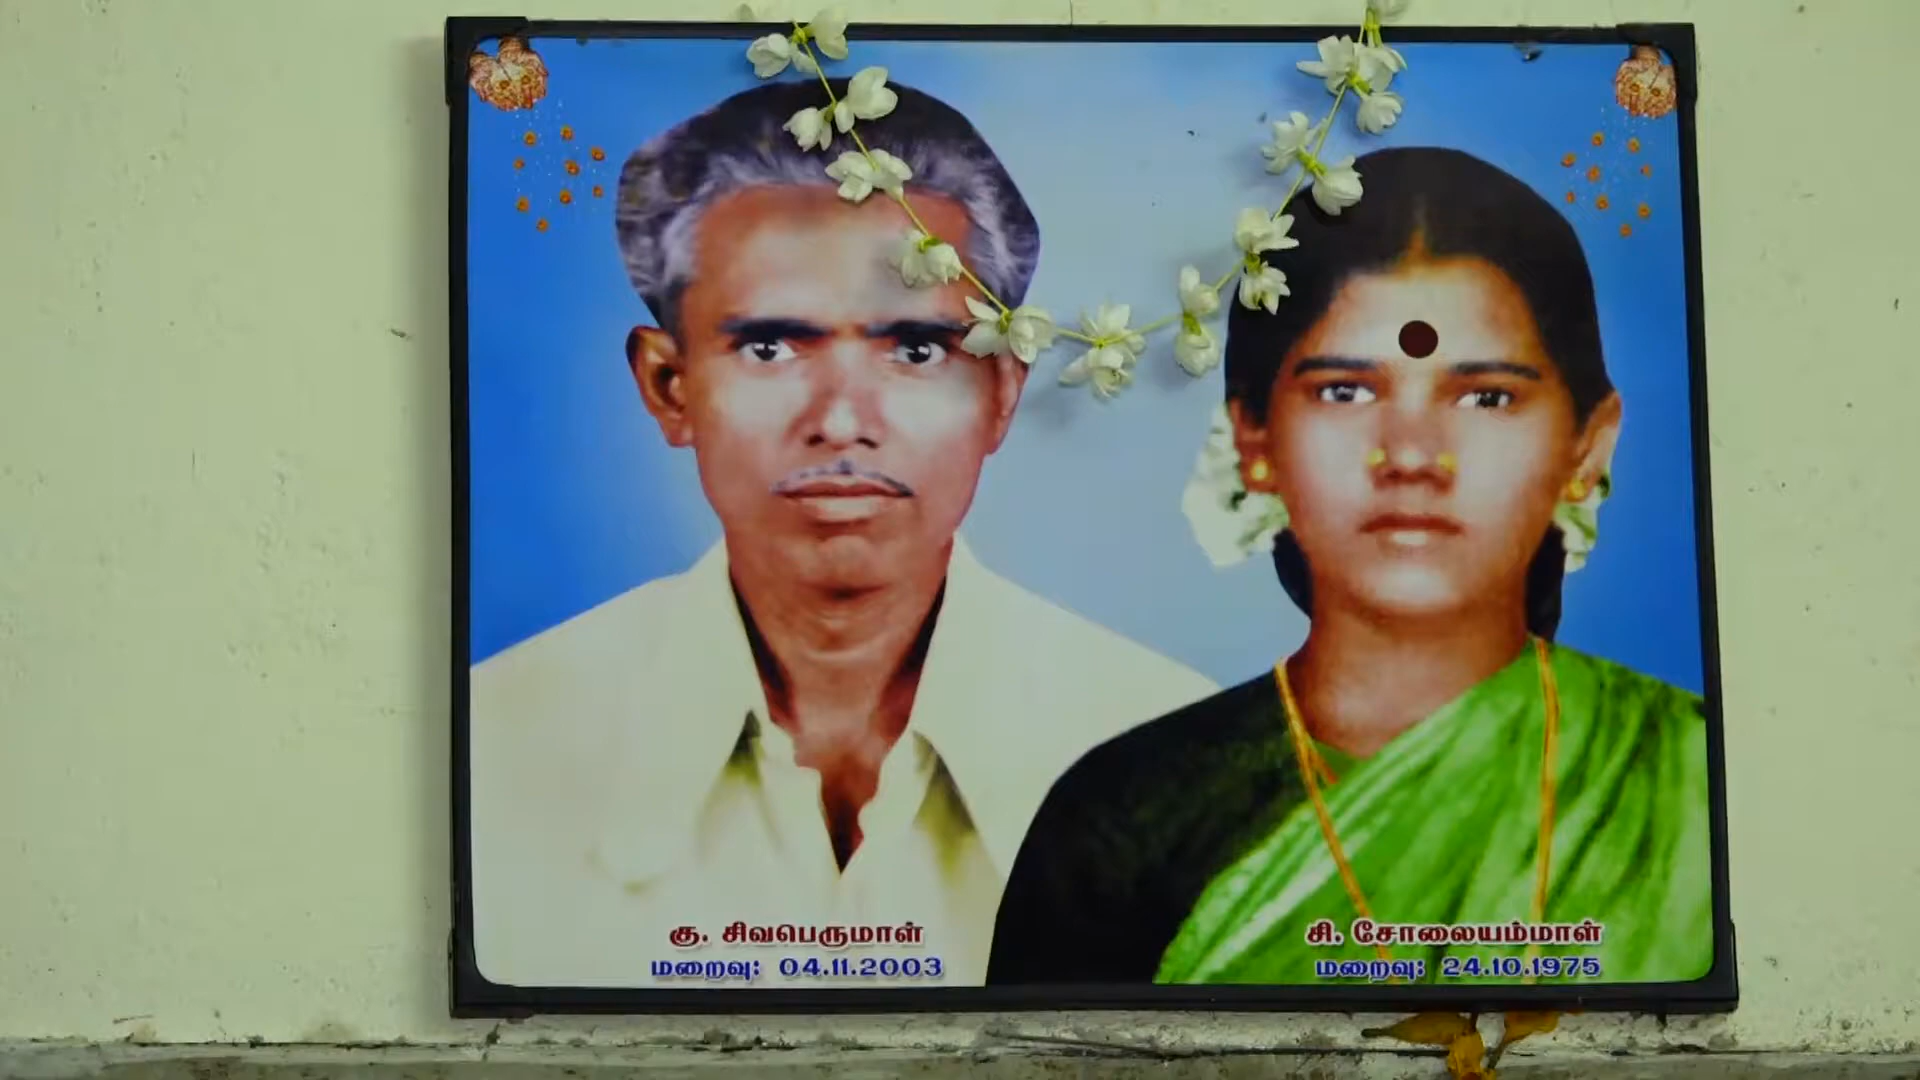 கு. சிவபெருமாள்
மறைவு: 04.11.2003
சி. சோலையம்மாள்
மறைவு: 24.10.1975